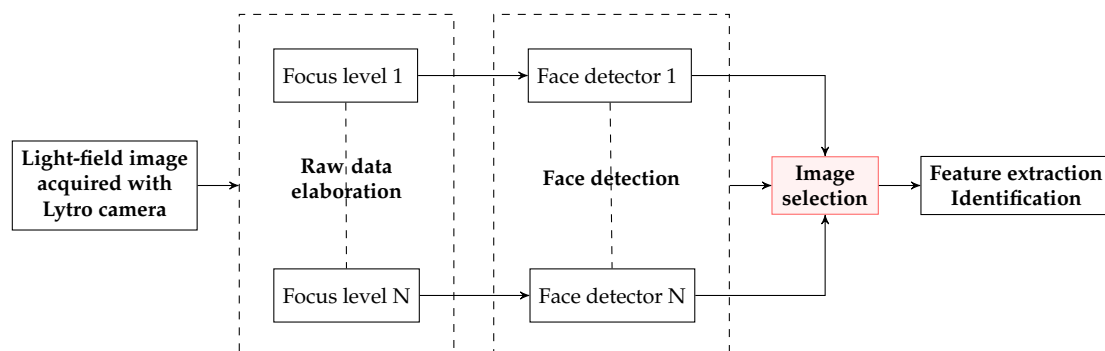 Light-field image
acquired with
Lytro camera
Focus level 1
Raw data
elaboration
Focus level N
Face detector 1
Face detection
Face detector N
Image
selection
Feature extraction
Identification